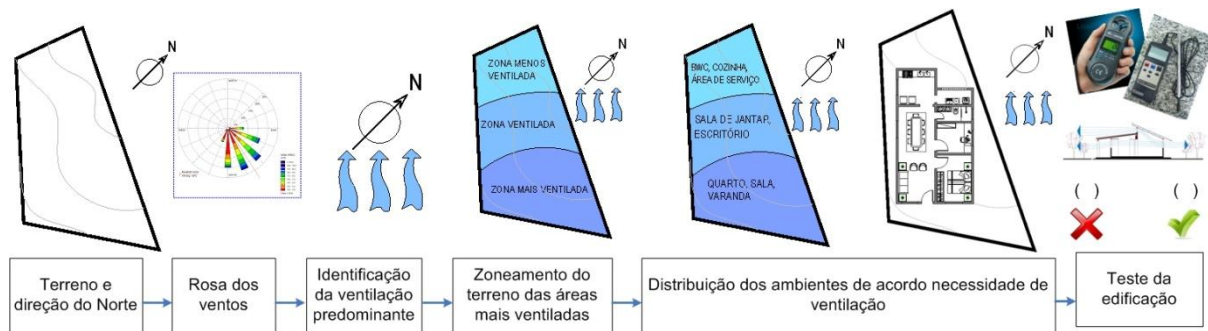 N
N
N
ZONA MENOS
VENTILADA
ZONA VENTILADA
ZONA MAIS VENTILADA
N
BWC, COZINHA,
ÁREA DE SERVIÇO
SALA DE JANTAR,
ESCRITÓRIO
QUARTO, SALA,
VARANDA
N
( )
( )
Terreno e
direção do Norte
Rosa dos
ventos
Identificação
da ventilação
predominante
Zoneamento do
terreno das áreas
mais ventiladas
Distribuição dos ambientes de acordo necessidade de
ventilação
Teste da
edificação